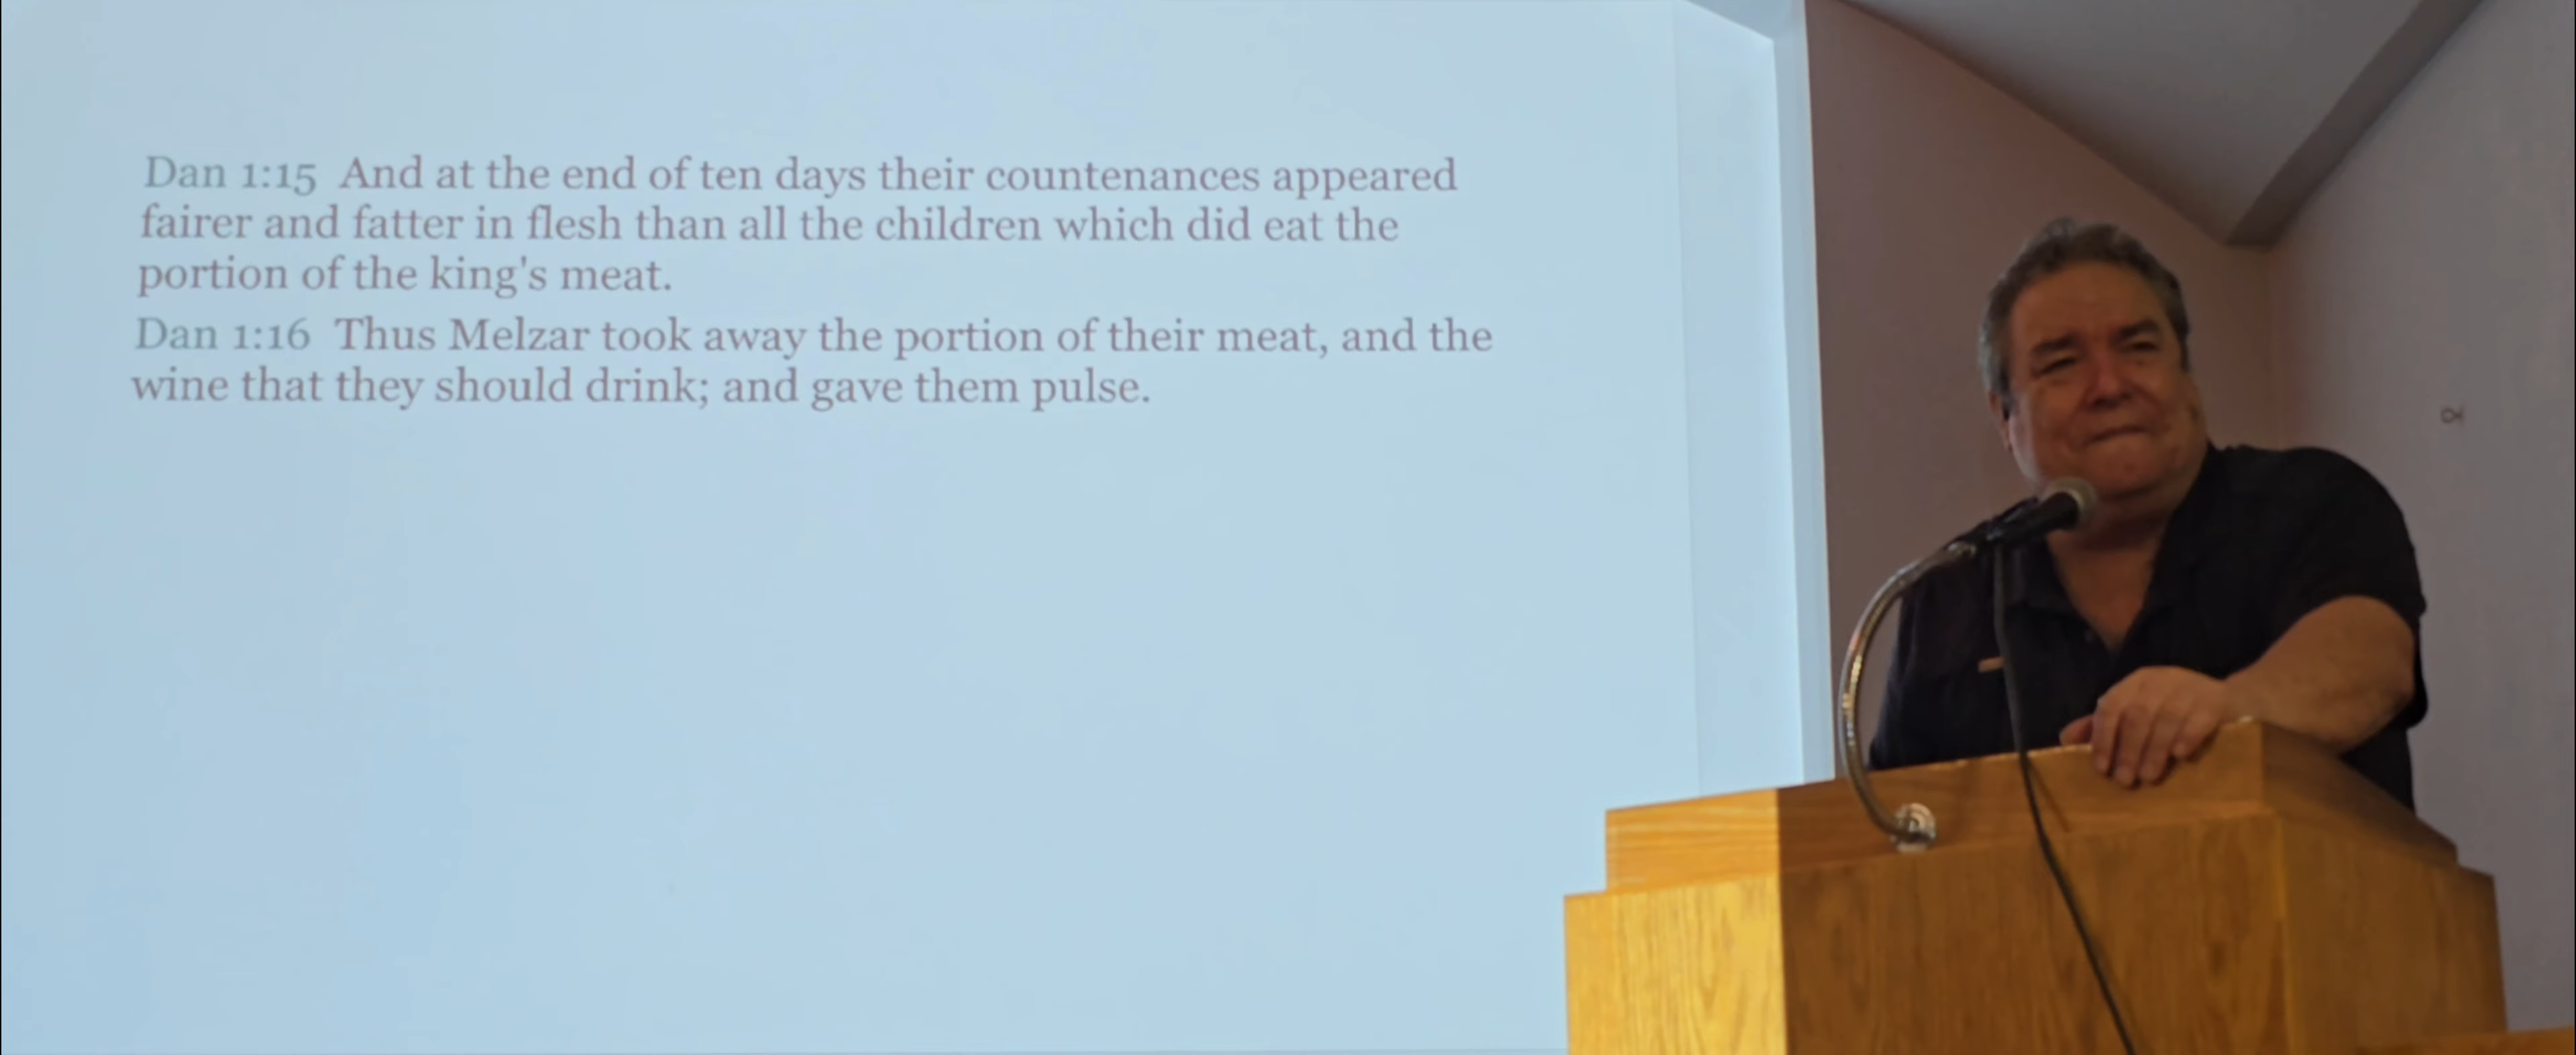 Dan 1:15 And at the end of ten days their countenances appeared
fairer and fatter in flesh than all the children which did eat the
portion of the king's meat.
Dan 1:16 Thus Melzar took away the portion of their meat, and the
wine that they should drink; and gave them pulse.